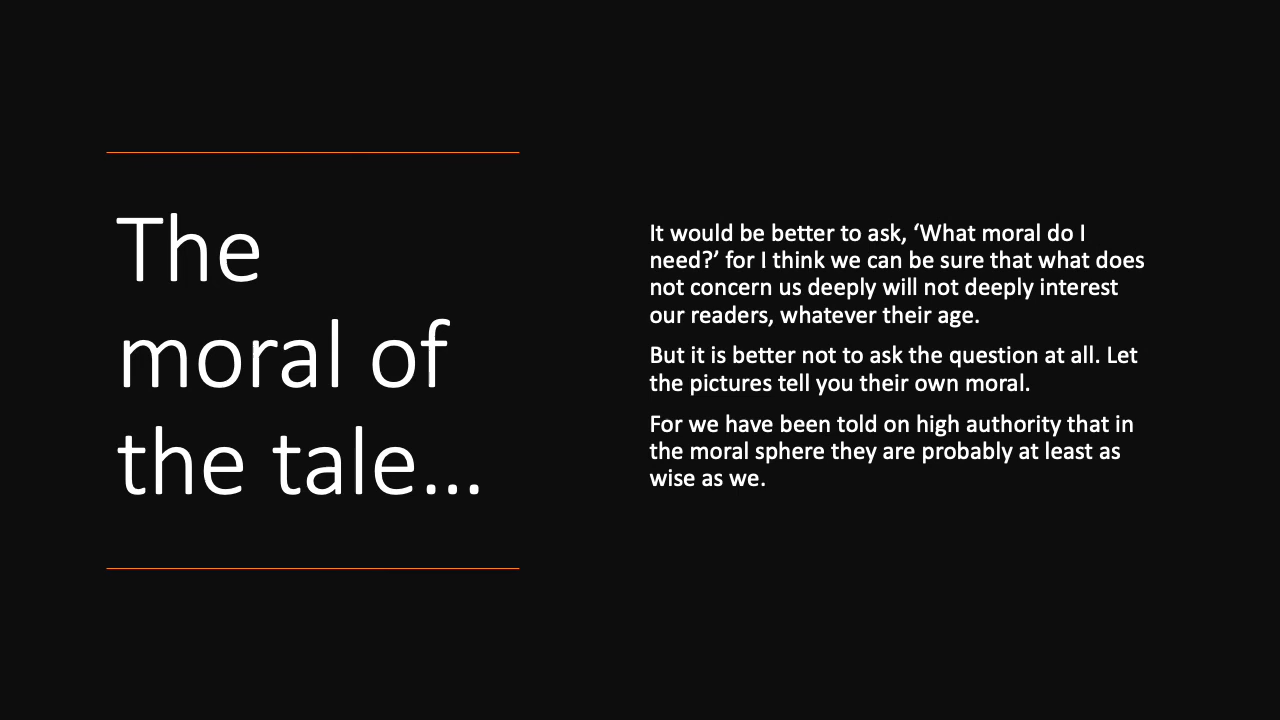 The
moral of
the tale…
It would be better to ask, ‘What moral do I
need?’ for I think we can be sure that what does
not concern us deeply will not deeply interest
our readers, whatever their age.
But it is better not to ask the question at all. Let
the pictures tell you their own moral.
For we have been told on high authority that in
the moral sphere they are probably at least as
wise as we.